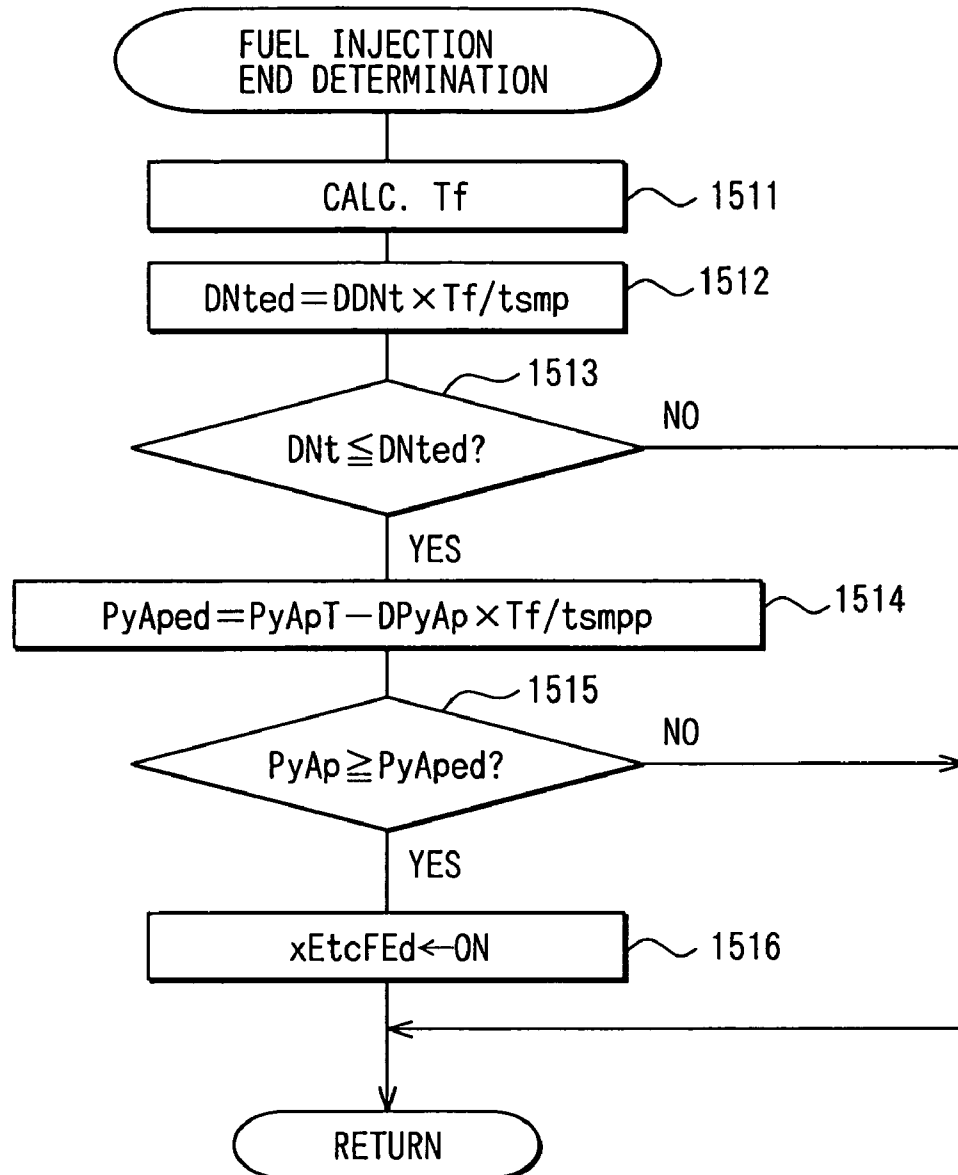 FUEL INJECTION
END DETERMINATION
CALC. Tf
1511
DNted=DDNt×Tf/tsmp
1512
1513
DNt≦DNted?
NO
YES
PyAped=PyApT−DPyAp×Tf/tsmpp
1514
1515
PyAp≧PyAped?
NO
YES
xEtcFEd←ON
1516
RETURN